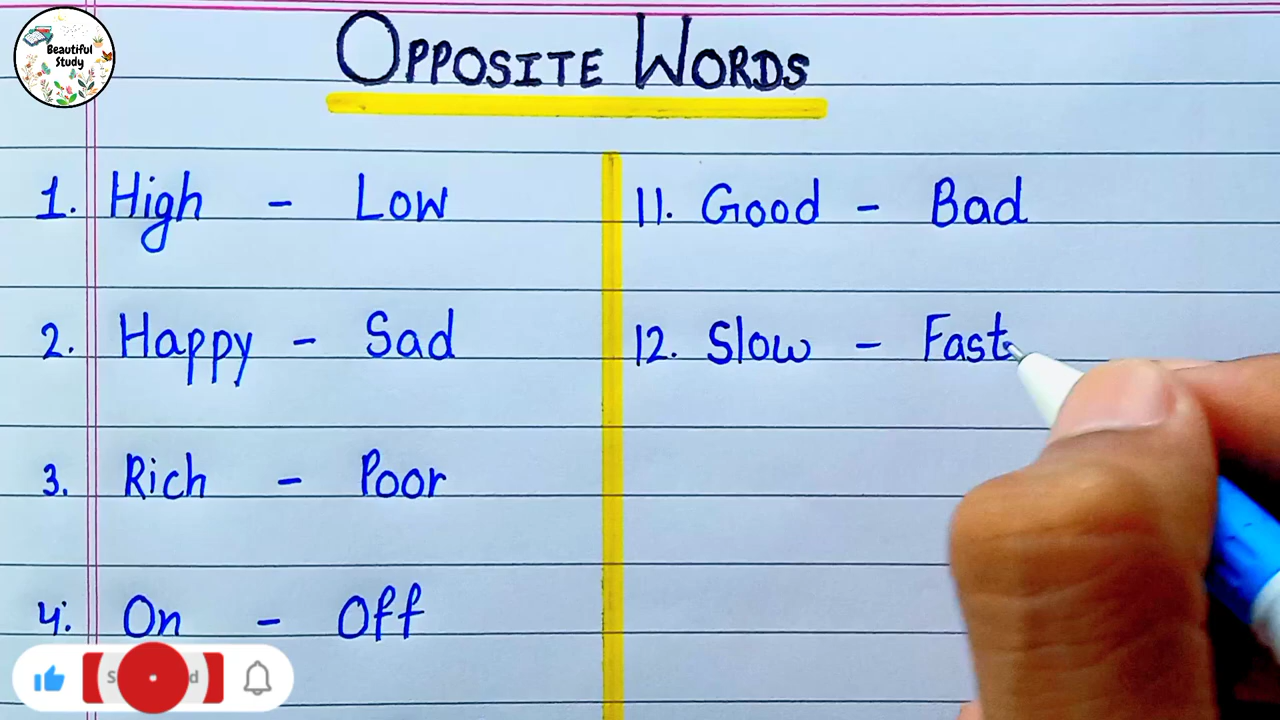 Beautiful
Study
OPPOSITE WORDS
1. High - Low
2. Happy - Sad
3. Rich - Poor
4. On - Off
11. Good - Bad
12. Slow - Fast